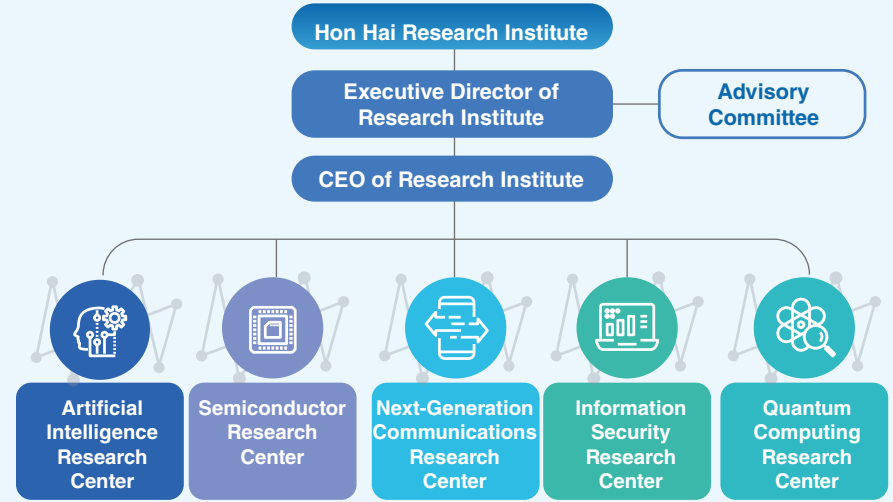 Hon Hai Research Institute
Executive Director of
Research Institute
Advisory
Committee
CEO of Research Institute
Artificial
Intelligence
Research
Center
Semiconductor
Research
Center
Next-Generation
Communications
Research
Center
Information
Security
Research
Center
Quantum
Computing
Research
Center